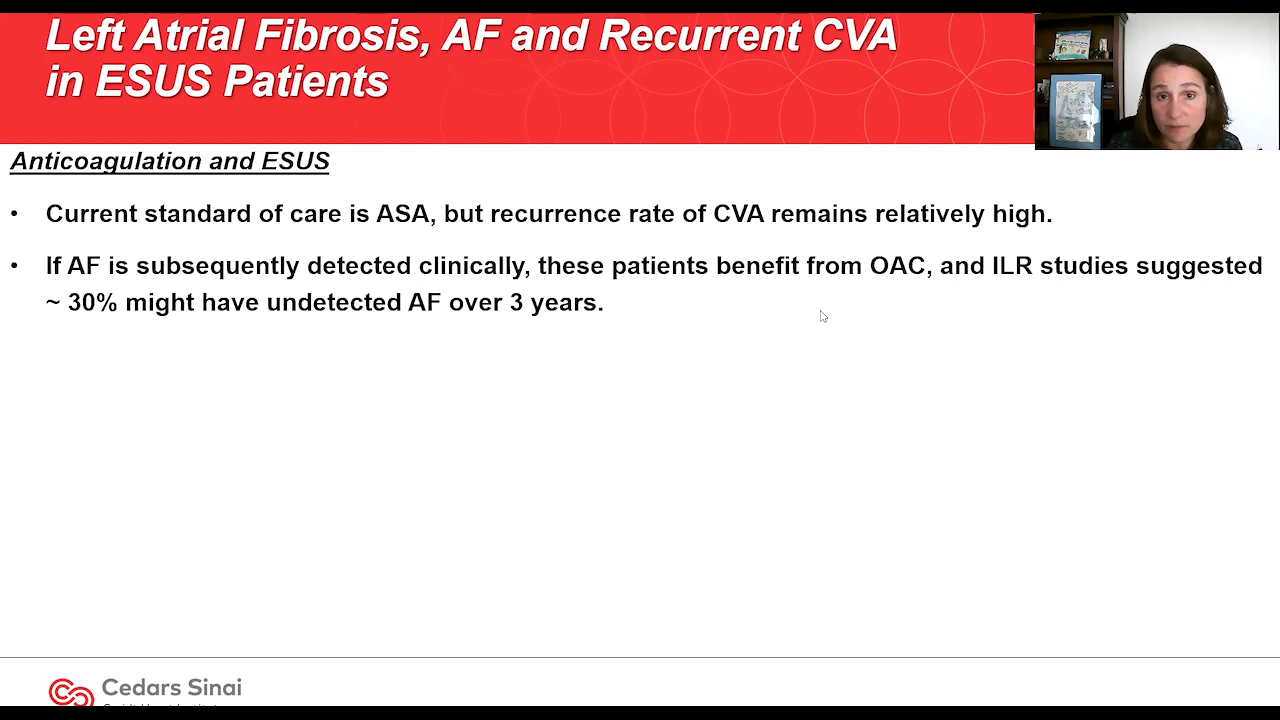 Left Atrial Fibrosis, AF and Recurrent CVA
in ESUS Patients
Anticoagulation and ESUS
• Current standard of care is ASA, but recurrence rate of CVA remains relatively high.
• If AF is subsequently detected clinically, these patients benefit from OAC, and ILR studies suggested
~ 30% might have undetected AF over 3 years.
Cedars Sinai